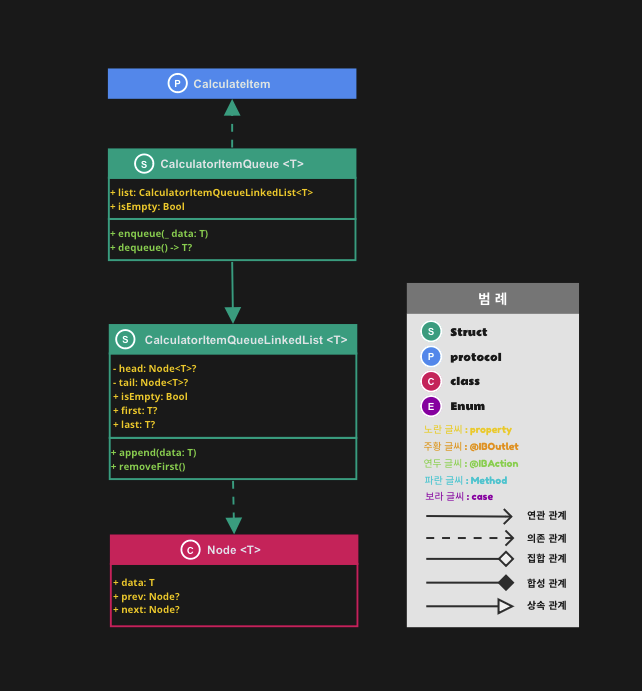 P CalculateItem
S CalculatorItemQueue <T>
+ list: CalculatorItemQueueLinkedList<T>
+ isEmpty: Bool
+ enqueue(_ data: T)
+ dequeue() -> T?
S CalculatorItemQueueLinkedList <T>
- head: Node<T>?
- tail: Node<T>?
+ isEmpty: Bool
+ first: T?
+ last: T?
+ append(data: T)
+ removeFirst()
C Node <T>
+ data: T
+ prev: Node?
+ next: Node?
범 례
S Struct
P protocol
C class
E Enum
노란 글씨 : property
주황 글씨 : @IBOutlet
연두 글씨 : @IBAction
파란 글씨 : Method
보라 글씨 : case
연관 관계
의존 관계
집합 관계
합성 관계
상속 관계